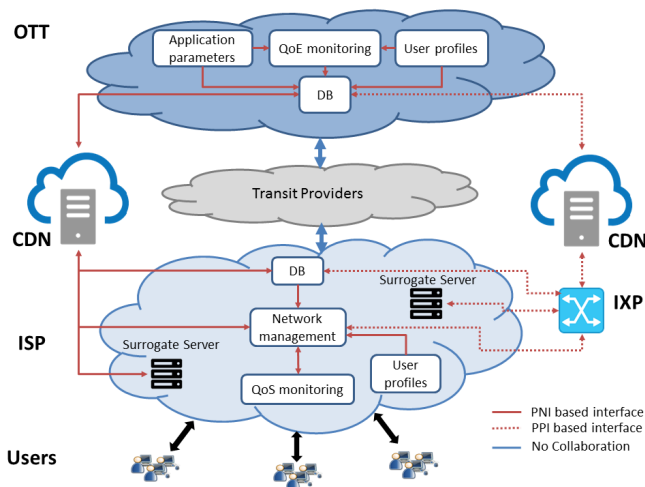 OTT
Application
parameters
QoE monitoring
User profiles
DB
Transit Providers
CDN
CDN
DB
Surrogate Server
IXP
Network
management
ISP
Surrogate Server
User
profiles
QoS monitoring
PNI based interface
PPI based interface
No Collaboration
Users